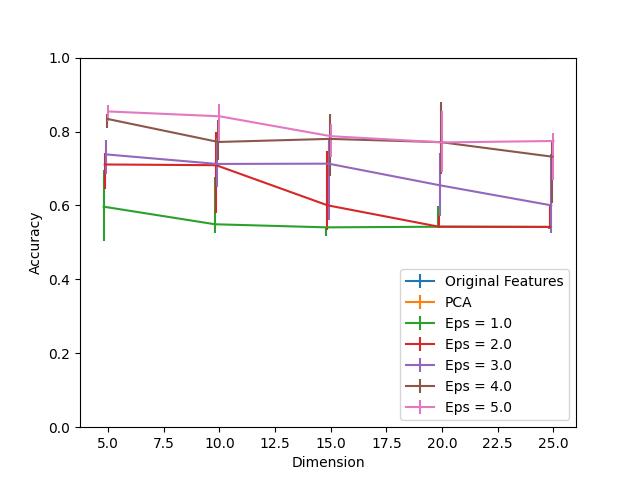 1.0
0.8
0.6
0.4
0.2
0.0
Accuracy
5.0 7.5 10.0 12.5 15.0 17.5 20.0 22.5 25.0
Dimension
Original Features
PCA
Eps = 1.0
Eps = 2.0
Eps = 3.0
Eps = 4.0
Eps = 5.0